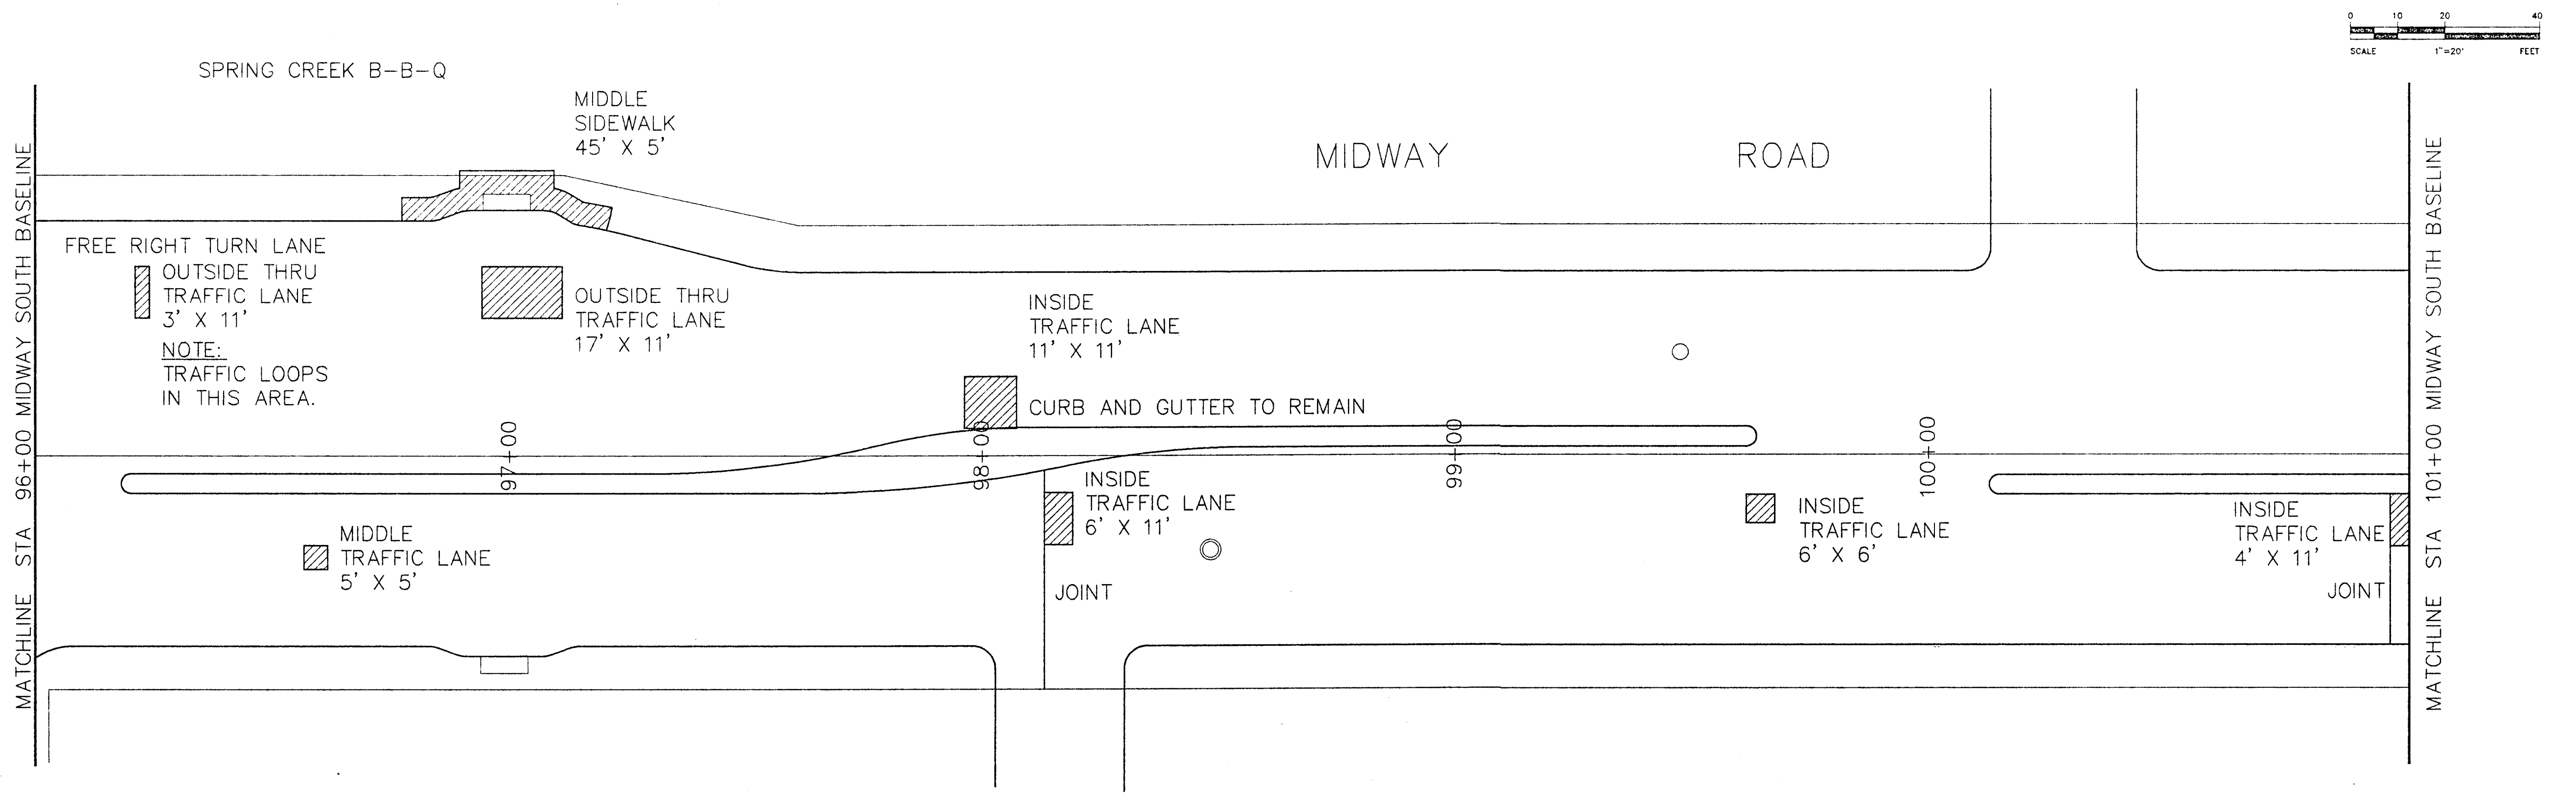 0 10 20 40
SCALE 1"=20' FEET
SPRING CREEK B-B-Q
MIDDLE
SIDEWALK
45' X 5'
MIDWAY ROAD
MATCHLINE STA 96+00 MIDWAY SOUTH BASELINE
FREE RIGHT TURN LANE
OUTSIDE THRU
TRAFFIC LANE
3' X 11'
NOTE:
TRAFFIC LOOPS
IN THIS AREA.
OUTSIDE THRU
TRAFFIC LANE
17' X 11'
INSIDE
TRAFFIC LANE
11' X 11'
CURB AND GUTTER TO REMAIN
97+00
98+00
99+00
100+00
MIDDLE
TRAFFIC LANE
5' X 5'
INSIDE
TRAFFIC LANE
6' X 11'
JOINT
INSIDE
TRAFFIC LANE
6' X 6'
INSIDE
TRAFFIC LANE
4' X 11'
JOINT
MATCHLINE STA 101+00 MIDWAY SOUTH BASELINE